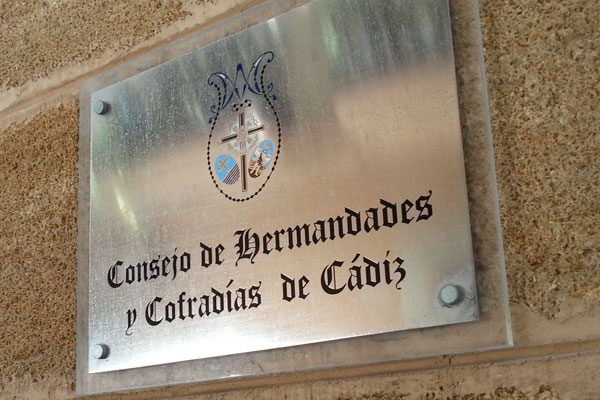 Consejo de Hermandades
y Cofradías de Cádiz